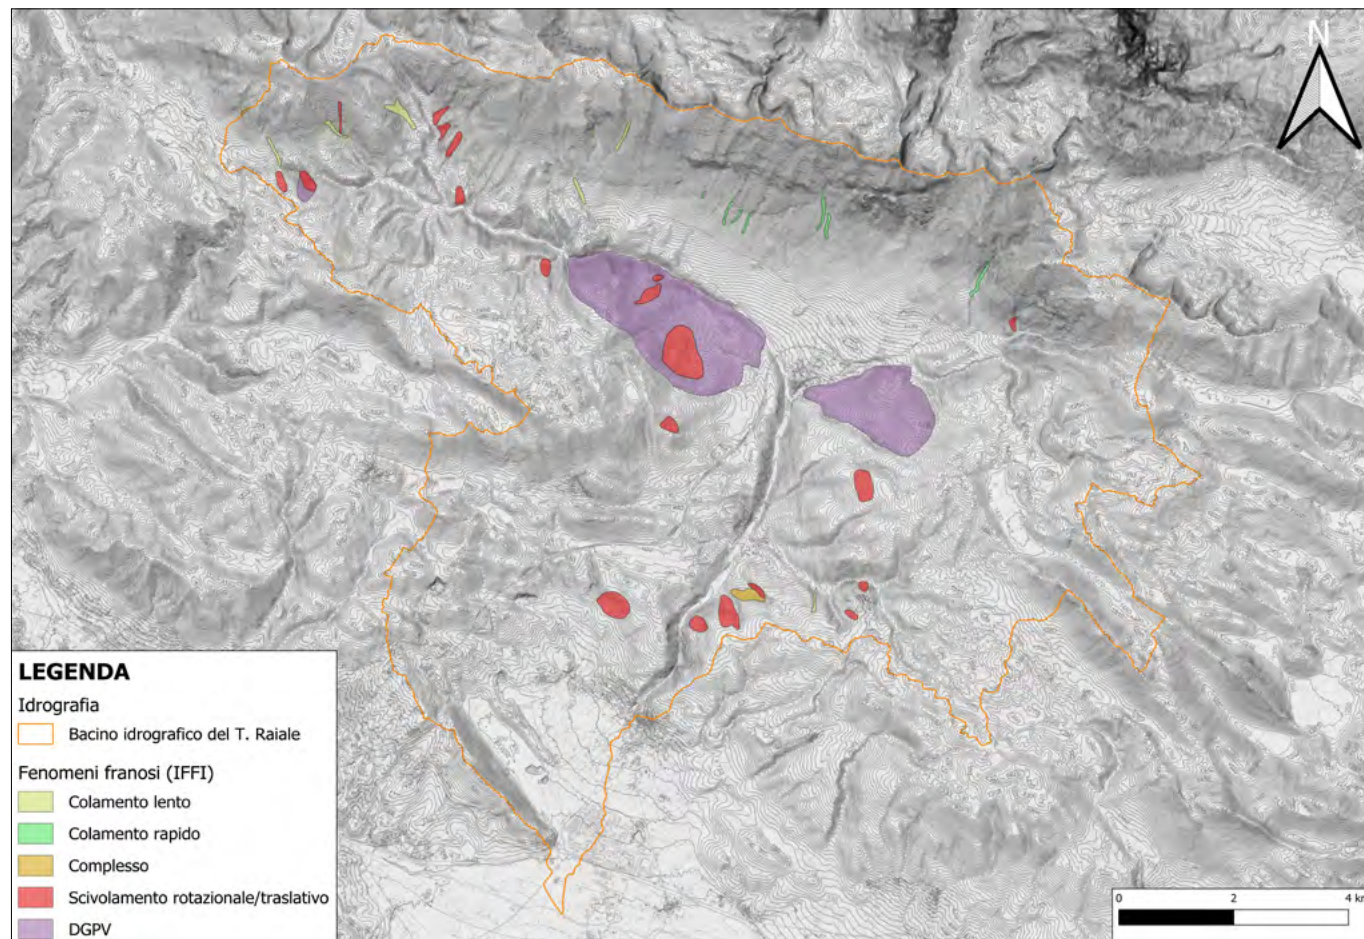 N
LEGENDA
Idrografia
Bacino idrografico del T. Raiale
Fenomeni franosi (IFFI)
Colamento lento
Colamento rapido
Complesso
Scivolamento rotazionale/traslativo
DGPV
0 2 4 km